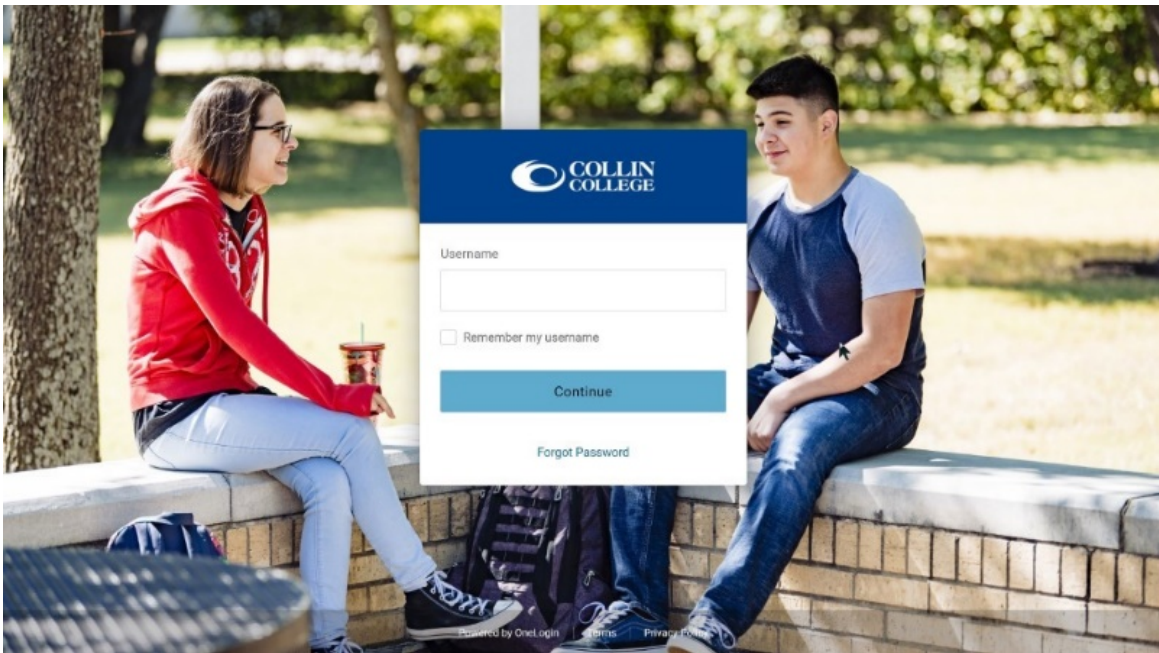 COLLIN
COLLEGE
Username
Remember my username
Continue
Forgot Password
Powered by OneLogin
Terms
Privacy Policy